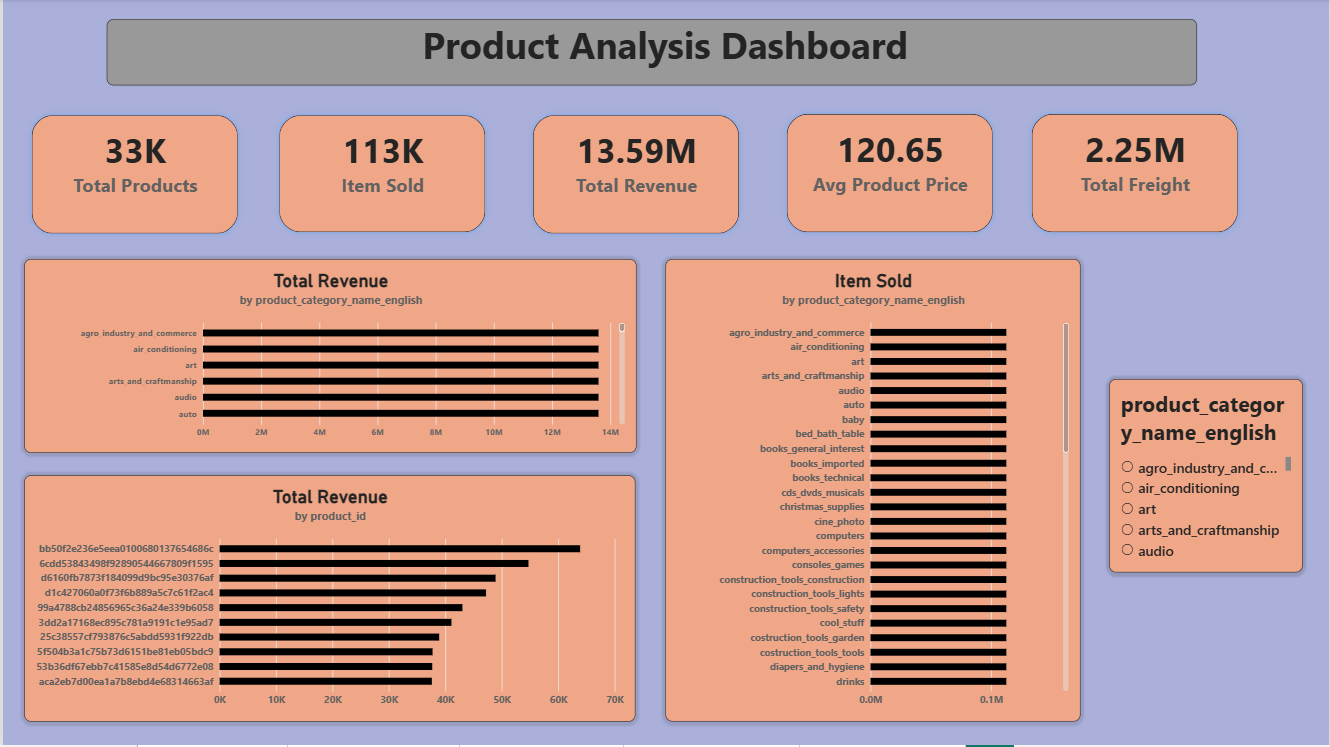 Product Analysis Dashboard
33K
Total Products
113K
Item Sold
13.59M
Total Revenue
120.65
Avg Product Price
2.25M
Total Freight
Total Revenue
by product_category_name_english
agro_industry_and_commerce
air_conditioning
art
arts_and_craftmanship
audio
auto
0M 2M 4M 6M 8M 10M 12M 14M
Total Revenue
by product_id
bb50f2e236e5eea0100680137654686c
6cdd53843498f92890544667809f1595
d6160fb7873f184099d9bc95e30376af
d1c427060a0f73f6b889a5c7c61f2ac4
99a4788cb24856965c36a24e339b6058
3dd2a17168ec895c781a9191c1e95ad7
25c38557cf793876c5abdd5931f922db
5f504b3a1c75b73d6151be81eb05bdc9
53b36df67ebb7c41585e8d54d6772e08
aca2eb7d00ea1a7b8ebd4e68314663af
0K 10K 20K 30K 40K 50K 60K 70K
Item Sold
by product_category_name_english
agro_industry_and_commerce
air_conditioning
art
arts_and_craftmanship
audio
auto
baby
bed_bath_table
books_general_interest
books_imported
books_technical
cds_dvds_musicals
christmas_supplies
cine_photo
computers
computers_accessories
consoles_games
construction_tools_construction
construction_tools_lights
construction_tools_safety
cool_stuff
costruction_tools_garden
costruction_tools_tools
diapers_and_hygiene
drinks
0.0M 0.1M
product_categor
y_name_english
agro_industry_and_c...
air_conditioning
art
arts_and_craftmanship
audio